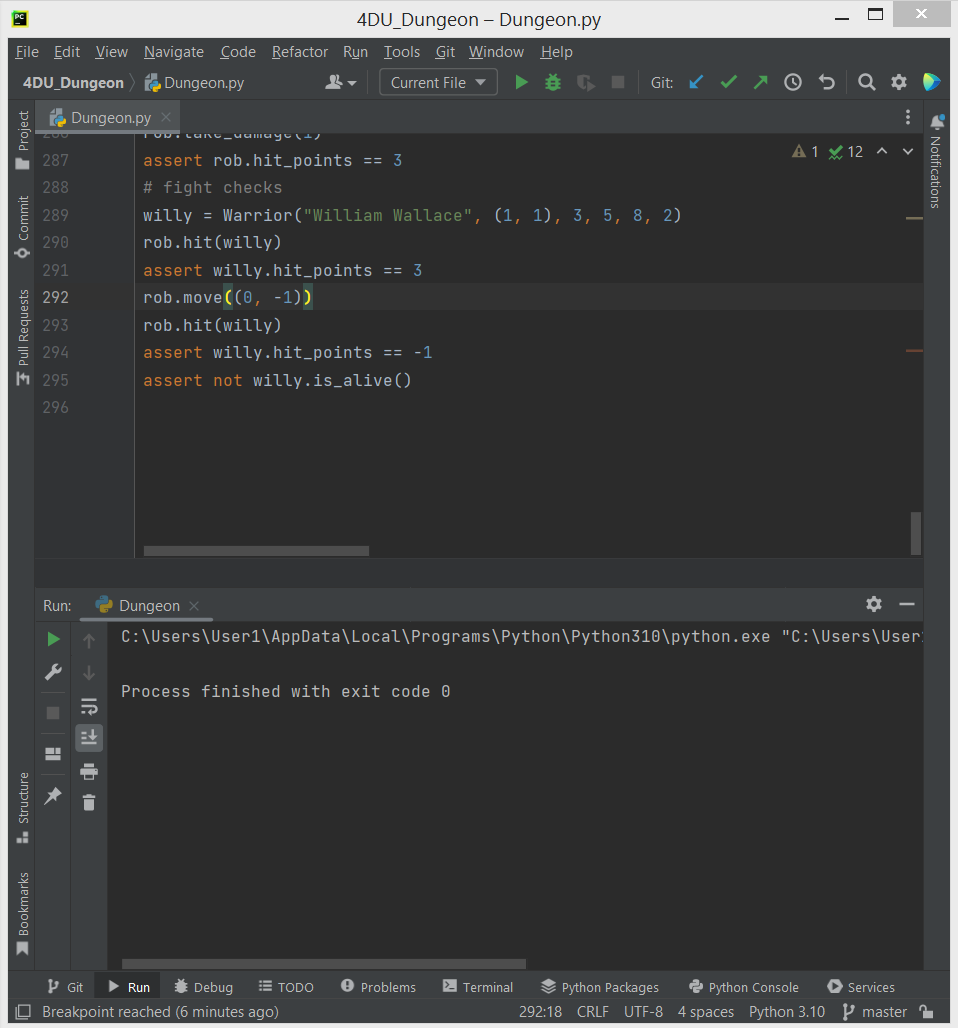 PC
4DU_Dungeon – Dungeon.py
File Edit View Navigate Code Refactor Run Tools Git Window Help
4DU_Dungeon Dungeon.py Current File Git:
Project
Commit
Pull Requests
Structure
Bookmarks
Dungeon.py
Notifications
1 12
286 rob.take_damage(1)
287 assert rob.hit_points == 3
288 # fight checks
289 willy = Warrior("William Wallace", (1, 1), 3, 5, 8, 2)
290 rob.hit(willy)
291 assert willy.hit_points == 3
292 rob.move((0, -1))
293 rob.hit(willy)
294 assert willy.hit_points == -1
295 assert not willy.is_alive()
296
Run: Dungeon
C:\Users\User1\AppData\Local\Programs\Python\Python310\python.exe "C:\Users\User
Process finished with exit code 0
Git Run Debug TODO Problems Terminal Python Packages Python Console Services
Breakpoint reached (6 minutes ago) 292:18 CRLF UTF-8 4 spaces Python 3.10 master